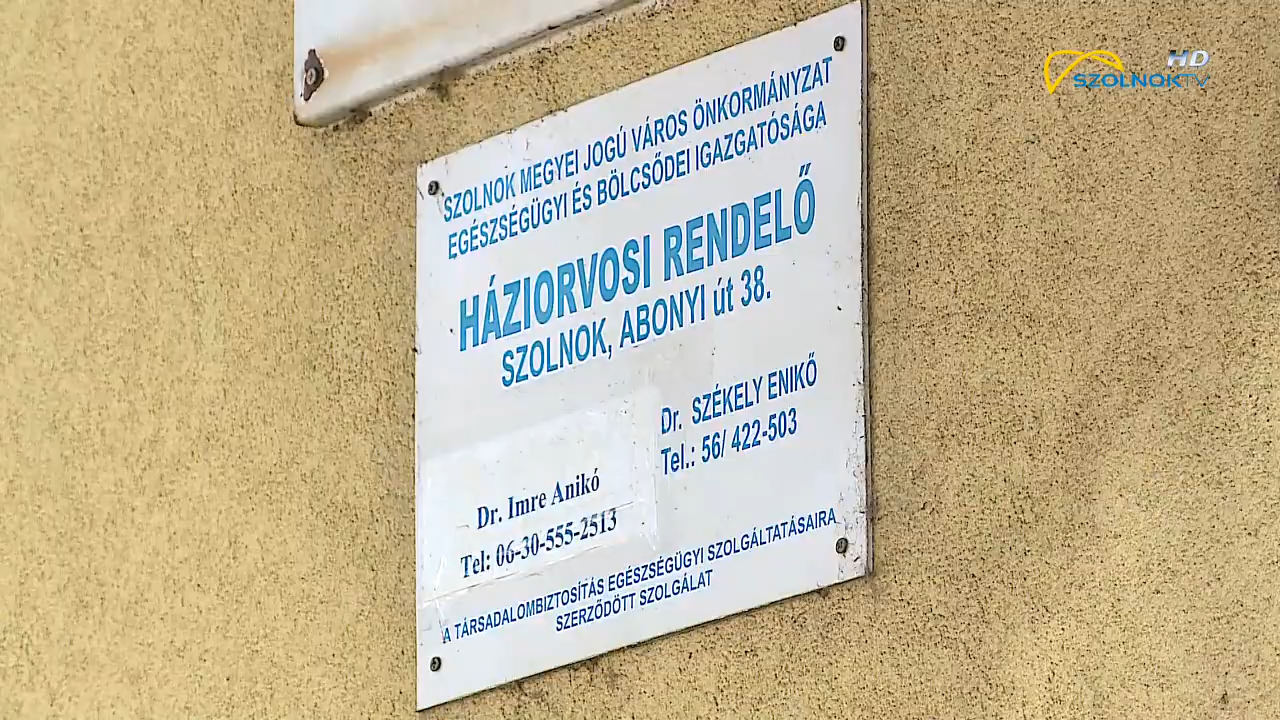 HD
SZOLNOK TV
SZOLNOK MEGYEI JOGÚ VÁROS ÖNKORMÁNYZAT
EGÉSZSÉGÜGYI ÉS BÖLCSŐDEI IGAZGATÓSÁGA
HÁZIORVOSI RENDELŐ
SZOLNOK, ABONYI út 38.
Dr. SZÉKELY ENIKŐ
Tel.: 56/ 422-503
Dr. Imre Anikó
Tel: 06-30-555-2513
A TÁRSADALOMBIZTOSÍTÁS EGÉSZSÉGÜGYI SZOLGÁLTATÁSAIRA
SZERZŐDÖTT SZOLGÁLAT